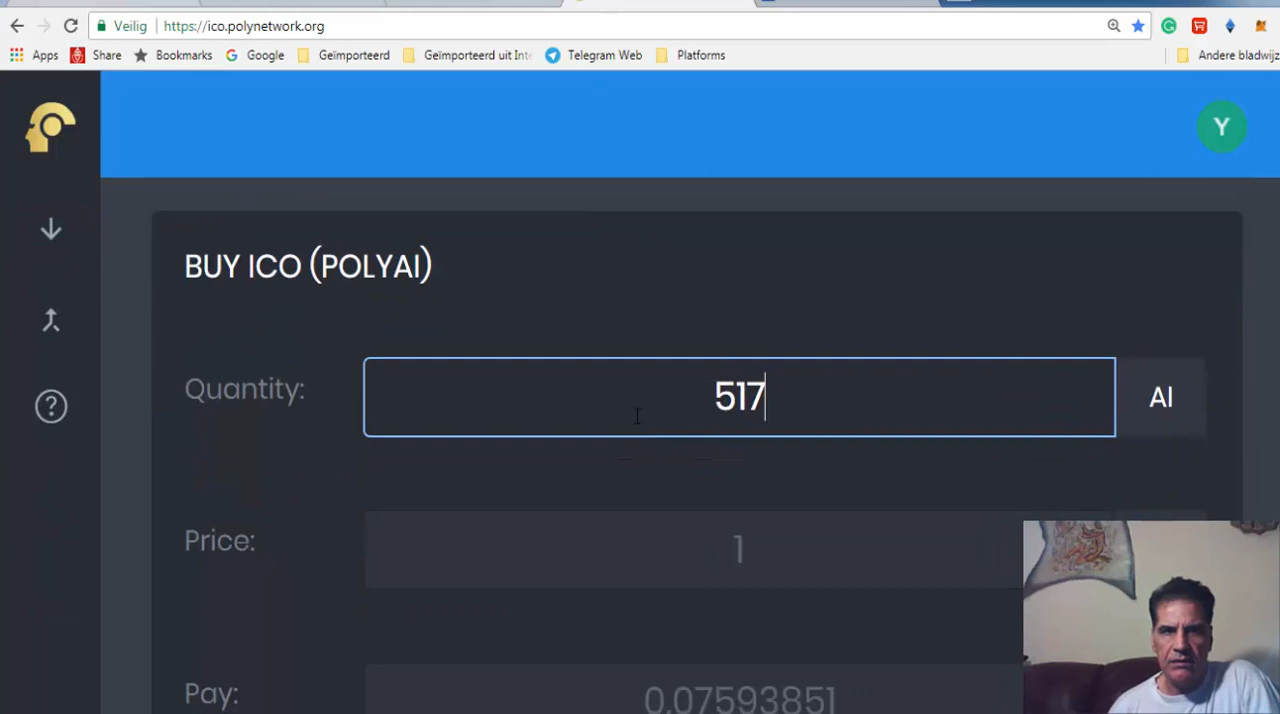 Veilig
https://ico.polynetwork.org
Apps
Share
Bookmarks
G
Google
Geïmporteerd
Geïmporteerd uit Int
Telegram Web
Platforms
Andere bladwijz
Y
BUY ICO (POLYAI)
Quantity:
517
AI
Price:
1
Pay:
0.07593851